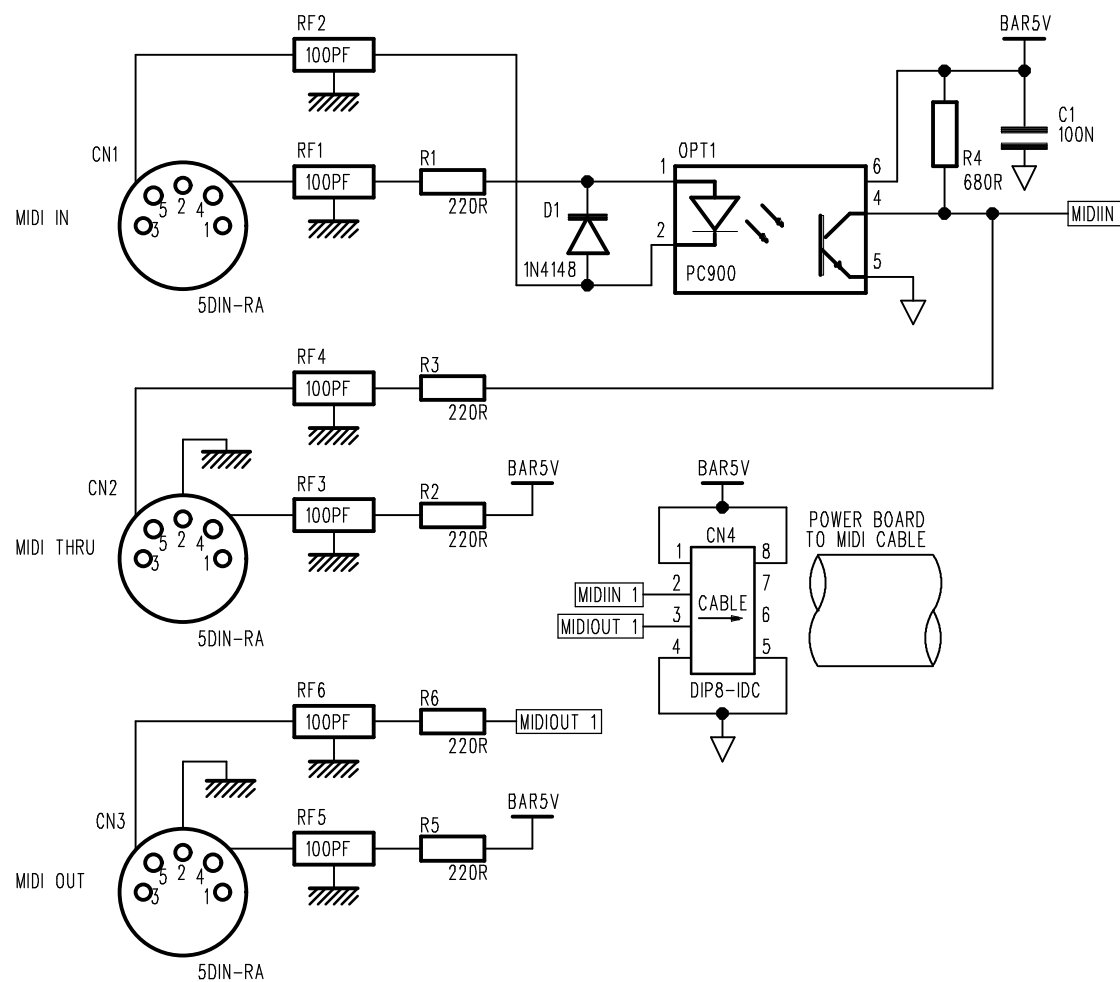 RF2
100PF
BAR5V
CN1
RF1
100PF
R1
220R
OPT1
1
2
6
4
5
PC900
R4
680R
C1
100N
MIDIIN
D1
1N4148
MIDI IN
5 2 4
3 1
5DIN-RA
RF4
100PF
R3
220R
CN2
RF3
100PF
R2
220R
BAR5V
MIDI THRU
5 2 4
3 1
5DIN-RA
BAR5V
CN4
1 8
2 7
3 6
4 5
MIDIIN 1
MIDIOUT 1
CABLE
DIP8-IDC
POWER BOARD
TO MIDI CABLE
RF6
100PF
R6
220R
MIDIOUT 1
CN3
RF5
100PF
R5
220R
BAR5V
MIDI OUT
5 2 4
3 1
5DIN-RA